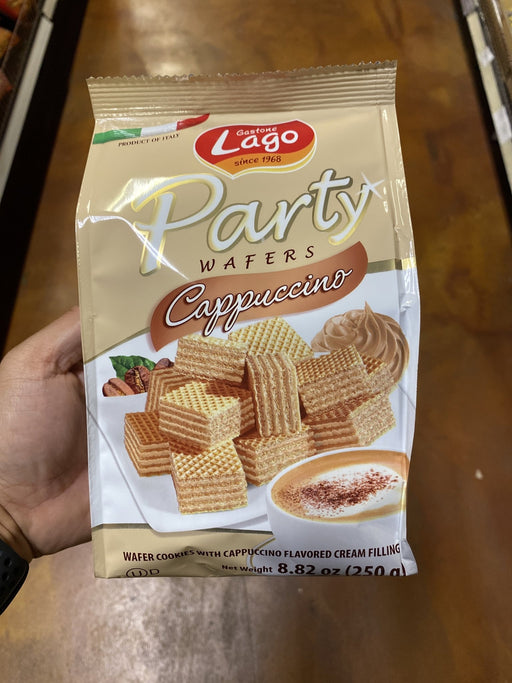 PRODUCT OF ITALY
Gastone
Lago
since 1968
Party
WAFERS
Cappuccino
WAFER COOKIES WITH CAPPUCCINO FLAVORED CREAM FILLING
U D
Net Weight 8.82 oz (250 g)